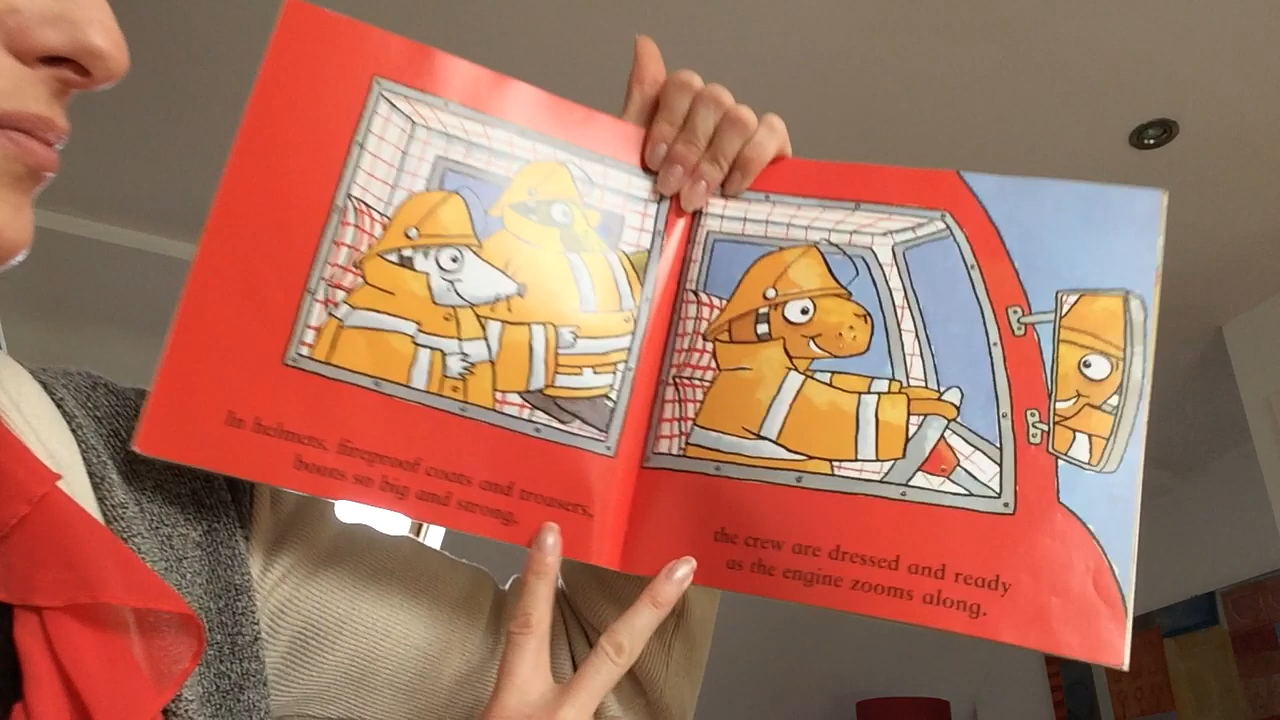 In helmets, fireproof coats and trousers,
boots so big and strong,
the crew are dressed and ready
as the engine zooms along.